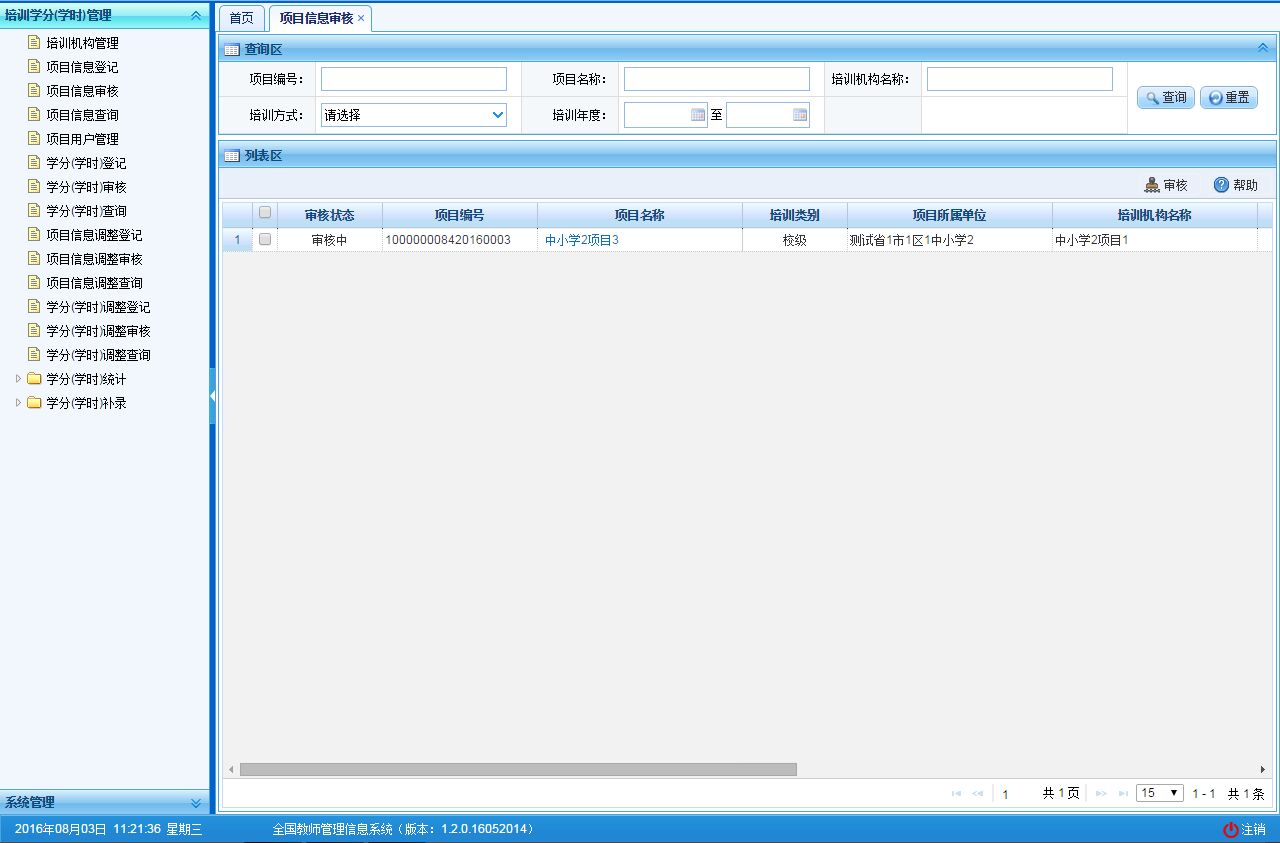 培训学分(学时)管理
培训机构管理
项目信息登记
项目信息审核
项目信息查询
项目用户管理
学分(学时)登记
学分(学时)审核
学分(学时)查询
项目信息调整登记
项目信息调整审核
项目信息调整查询
学分(学时)调整登记
学分(学时)调整审核
学分(学时)调整查询
学分(学时)统计
学分(学时)补录
系统管理
首页 项目信息审核 ×
查询区
项目编号： 项目名称： 培训机构名称：
培训方式： 请选择 培训年度： 至 查询 重置
列表区
审核 帮助
审核状态 项目编号 项目名称 培训类别 项目所属单位 培训机构名称
1 审核中 100000008420160003 中小学2项目3 校级 测试省1市1区1中小学2 中小学2项目1
1 共 1 页 15 1 - 1 共 1 条
2016年08月03日 11:21:36 星期三 全国教师管理信息系统（版本：1.2.0.16052014） 注销